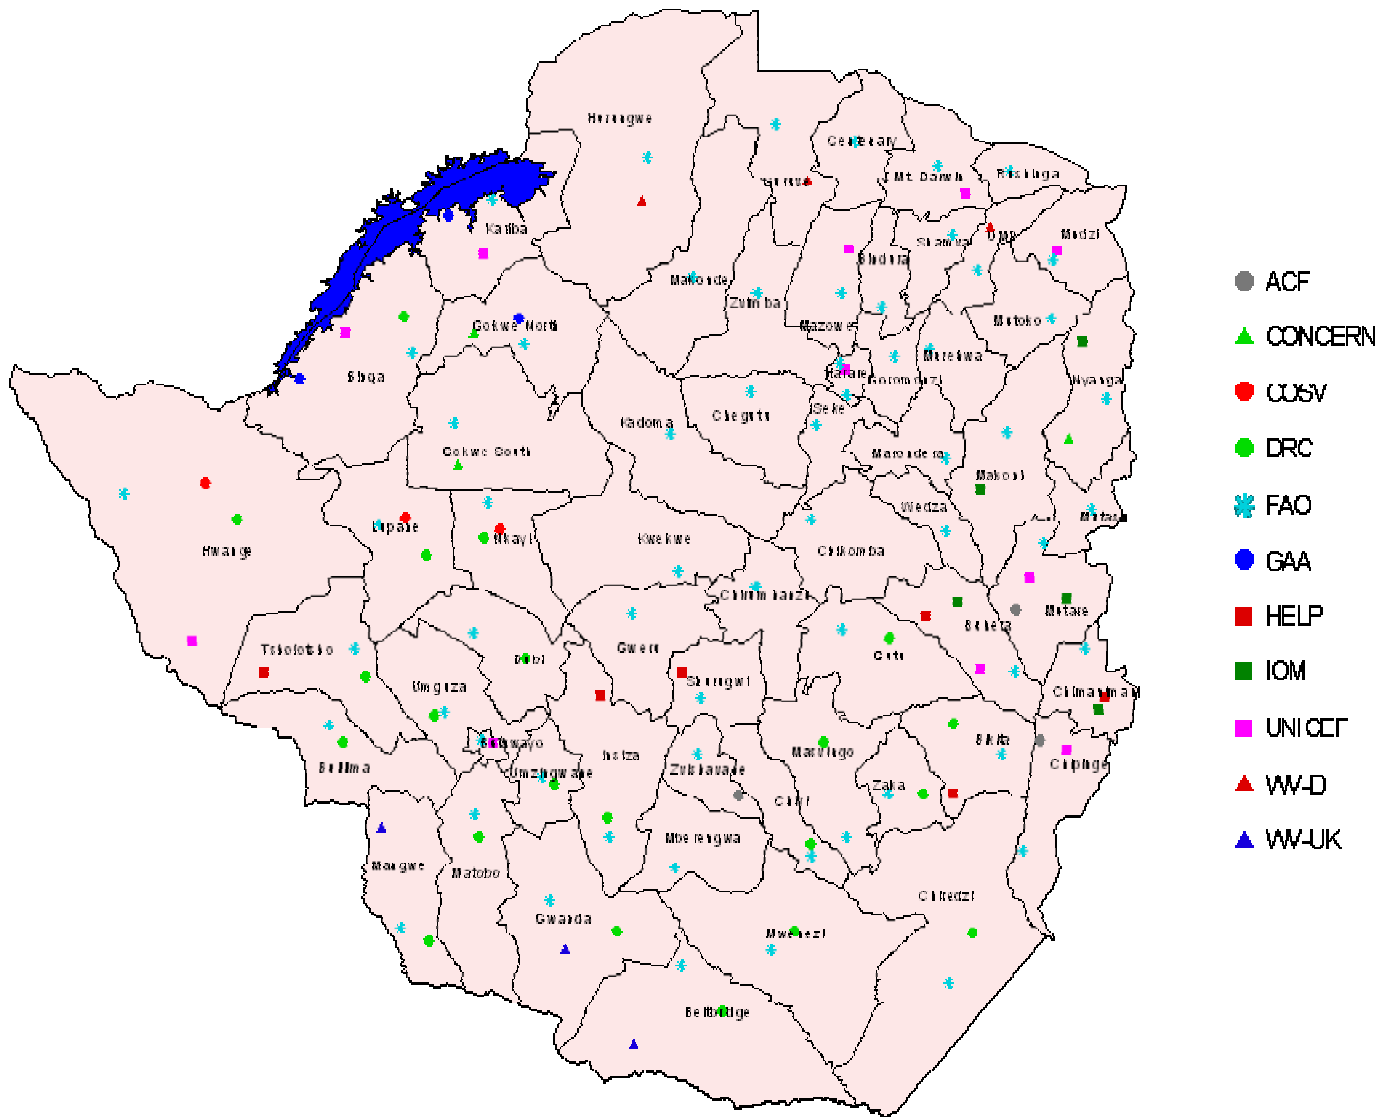 Hurungwe
Centenary
Guruve
Mt. Darwin
Rushinga
Kariba
Shamva
UMP
Mudzi
Bindura
Makonde
Zvimba
Gokwe North
Mazowe
Mutoko
Murehwa
Binga
Harare
Goromonzi
Nyanga
Chegutu
Seke
Kadoma
Gokwe South
Marondera
Makoni
Wedza
Lupane
Nkayi
Kwekwe
Mutasa
Hwange
Chikomba
Chirumhanzu
Mutare
Buhera
Tsholotsho
Gweru
Gutu
Bubi
Umguza
Shurugwi
Chimanimani
Bulawayo
Insiza
Masvingo
Bikita
Bulilima
Umzingwane
Zvishavane
Chipinge
Zaka
Chivi
Mberengwa
Mangwe
Matobo
Chiredzi
Gwanda
Mwenezi
Beitbridge
ACF
CONCERN
COSV
DRC
FAO
GAA
HELP
IOM
UNICEF
WV-D
WV-UK